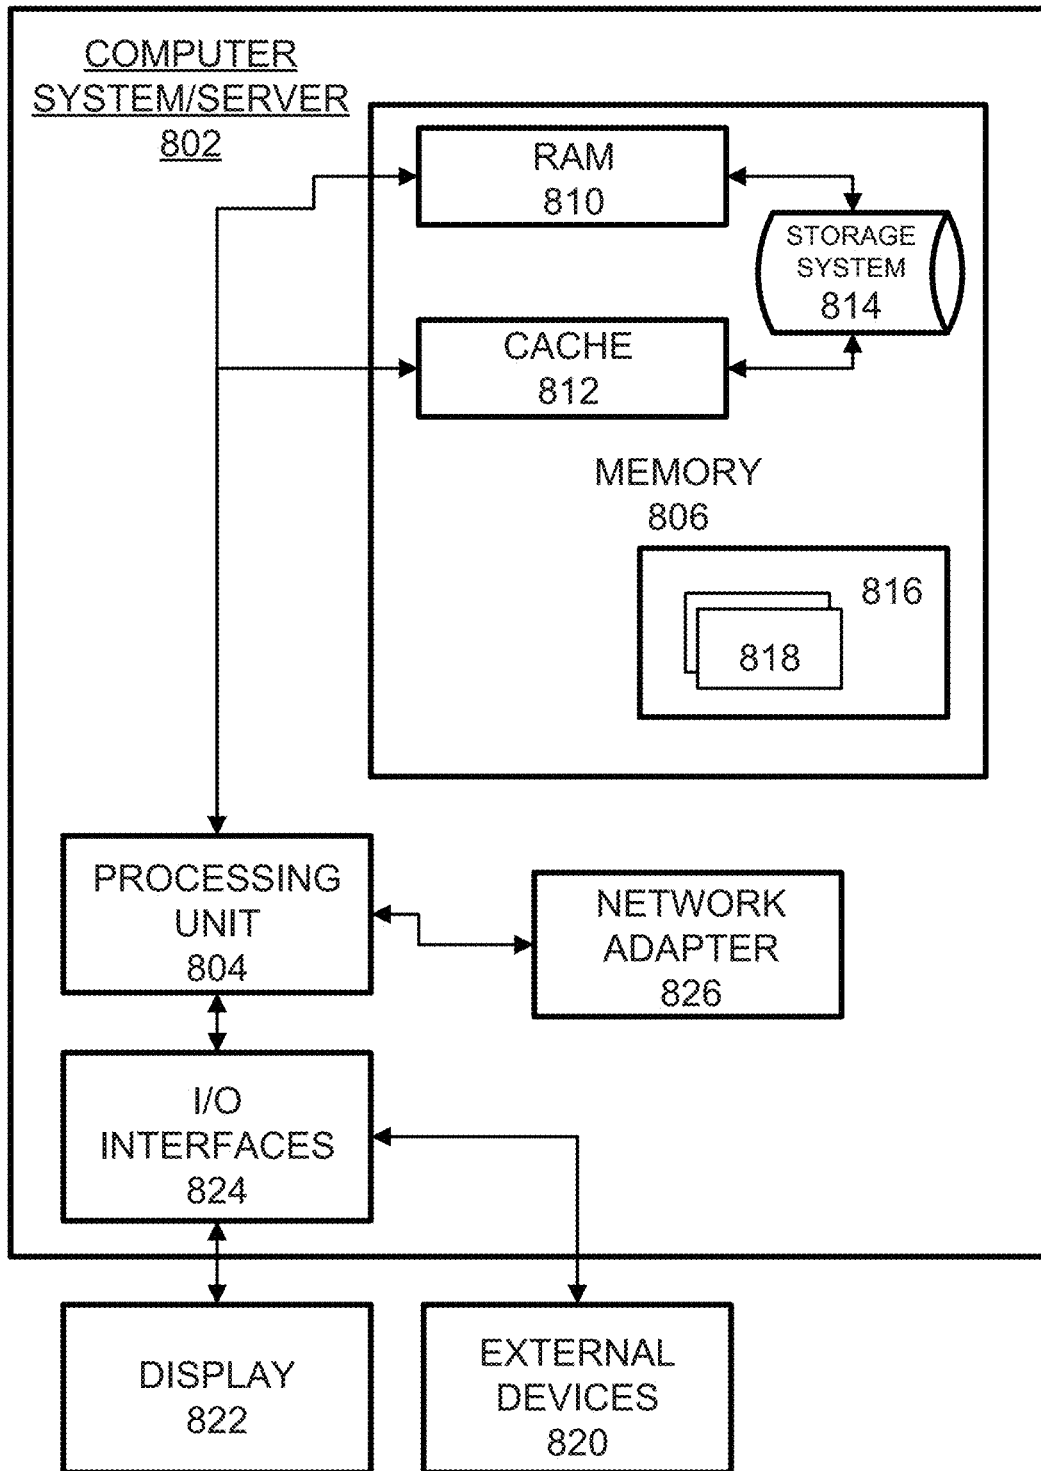 COMPUTER
SYSTEM/SERVER
802
RAM
810
STORAGE
SYSTEM
814
CACHE
812
MEMORY
806
816
818
PROCESSING
UNIT
804
NETWORK
ADAPTER
826
I/O
INTERFACES
824
DISPLAY
822
EXTERNAL
DEVICES
820